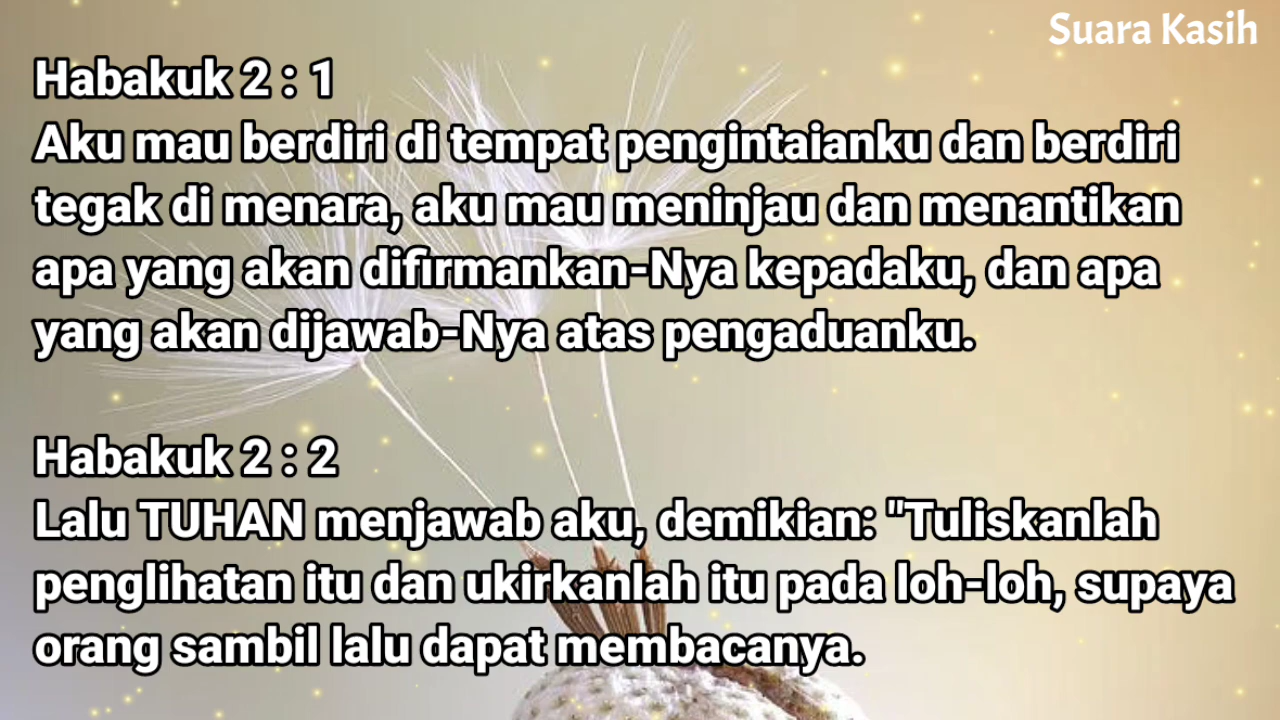 Suara Kasih
Habakuk 2 : 1
Aku mau berdiri di tempat pengintaianku dan berdiri
tegak di menara, aku mau meninjau dan menantikan
apa yang akan difirmankan-Nya kepadaku, dan apa
yang akan dijawab-Nya atas pengaduanku.
Habakuk 2 : 2
Lalu TUHAN menjawab aku, demikian: "Tuliskanlah
penglihatan itu dan ukirkanlah itu pada loh-loh, supaya
orang sambil lalu dapat membacanya.